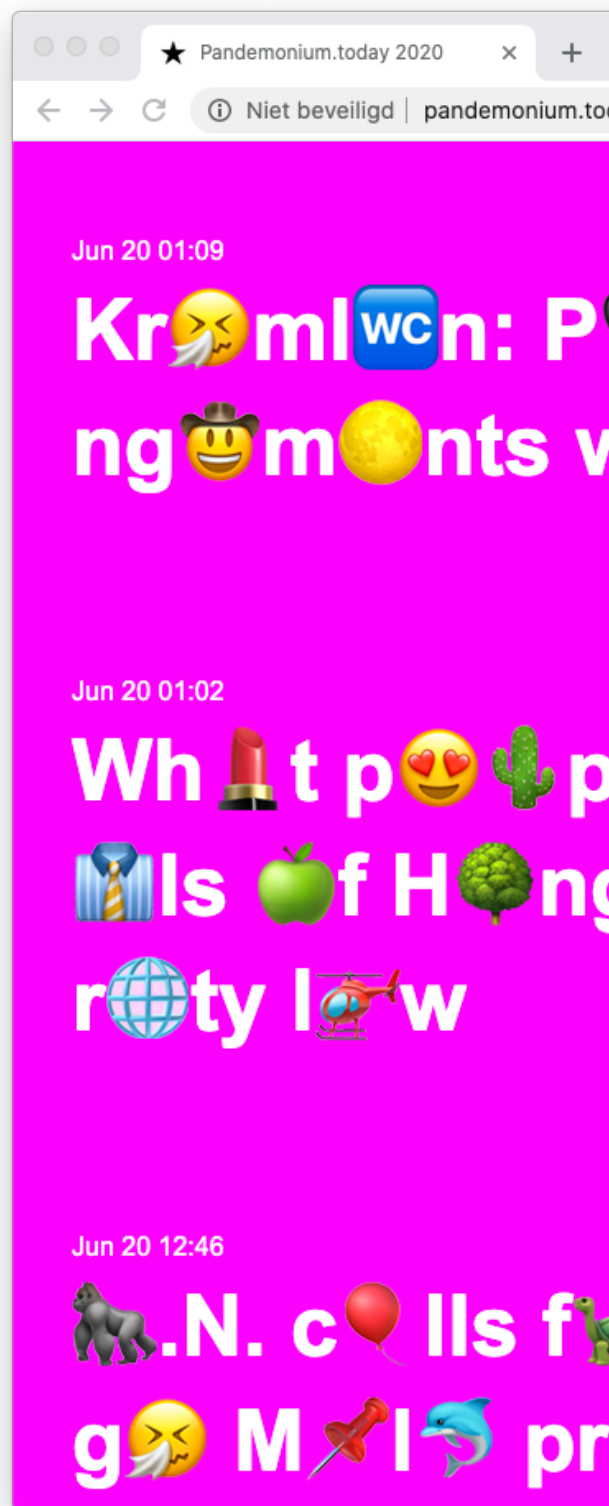 Pandemonium.today 2020
Niet beveiligd | pandemonium.to
Jun 20 01:09
Kr🤧ml🚾n: P
ng🤠m🌕nts
Jun 20 01:02
Wh💄t p😍🌵p
👔ls 🍏f H🌳ng
r🌐ty l🚁w
Jun 20 12:46
🦍.N. c🎈lls f🐢
g🤧 M📌l🐬 pr